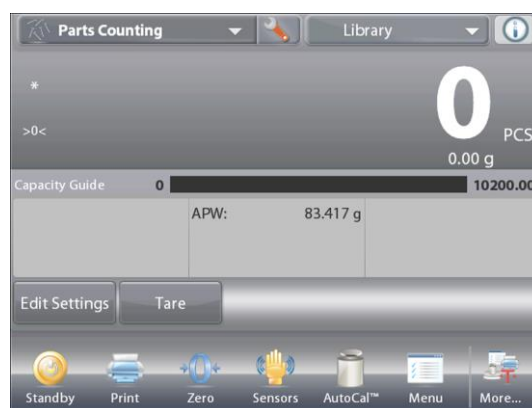 Parts Counting
Library
*
0
>0<
PCS
0.00 g
Capacity Guide 0 10200.00
APW: 83.417 g
Edit Settings Tare
Standby Print Zero Sensors AutoCal™ Menu More...